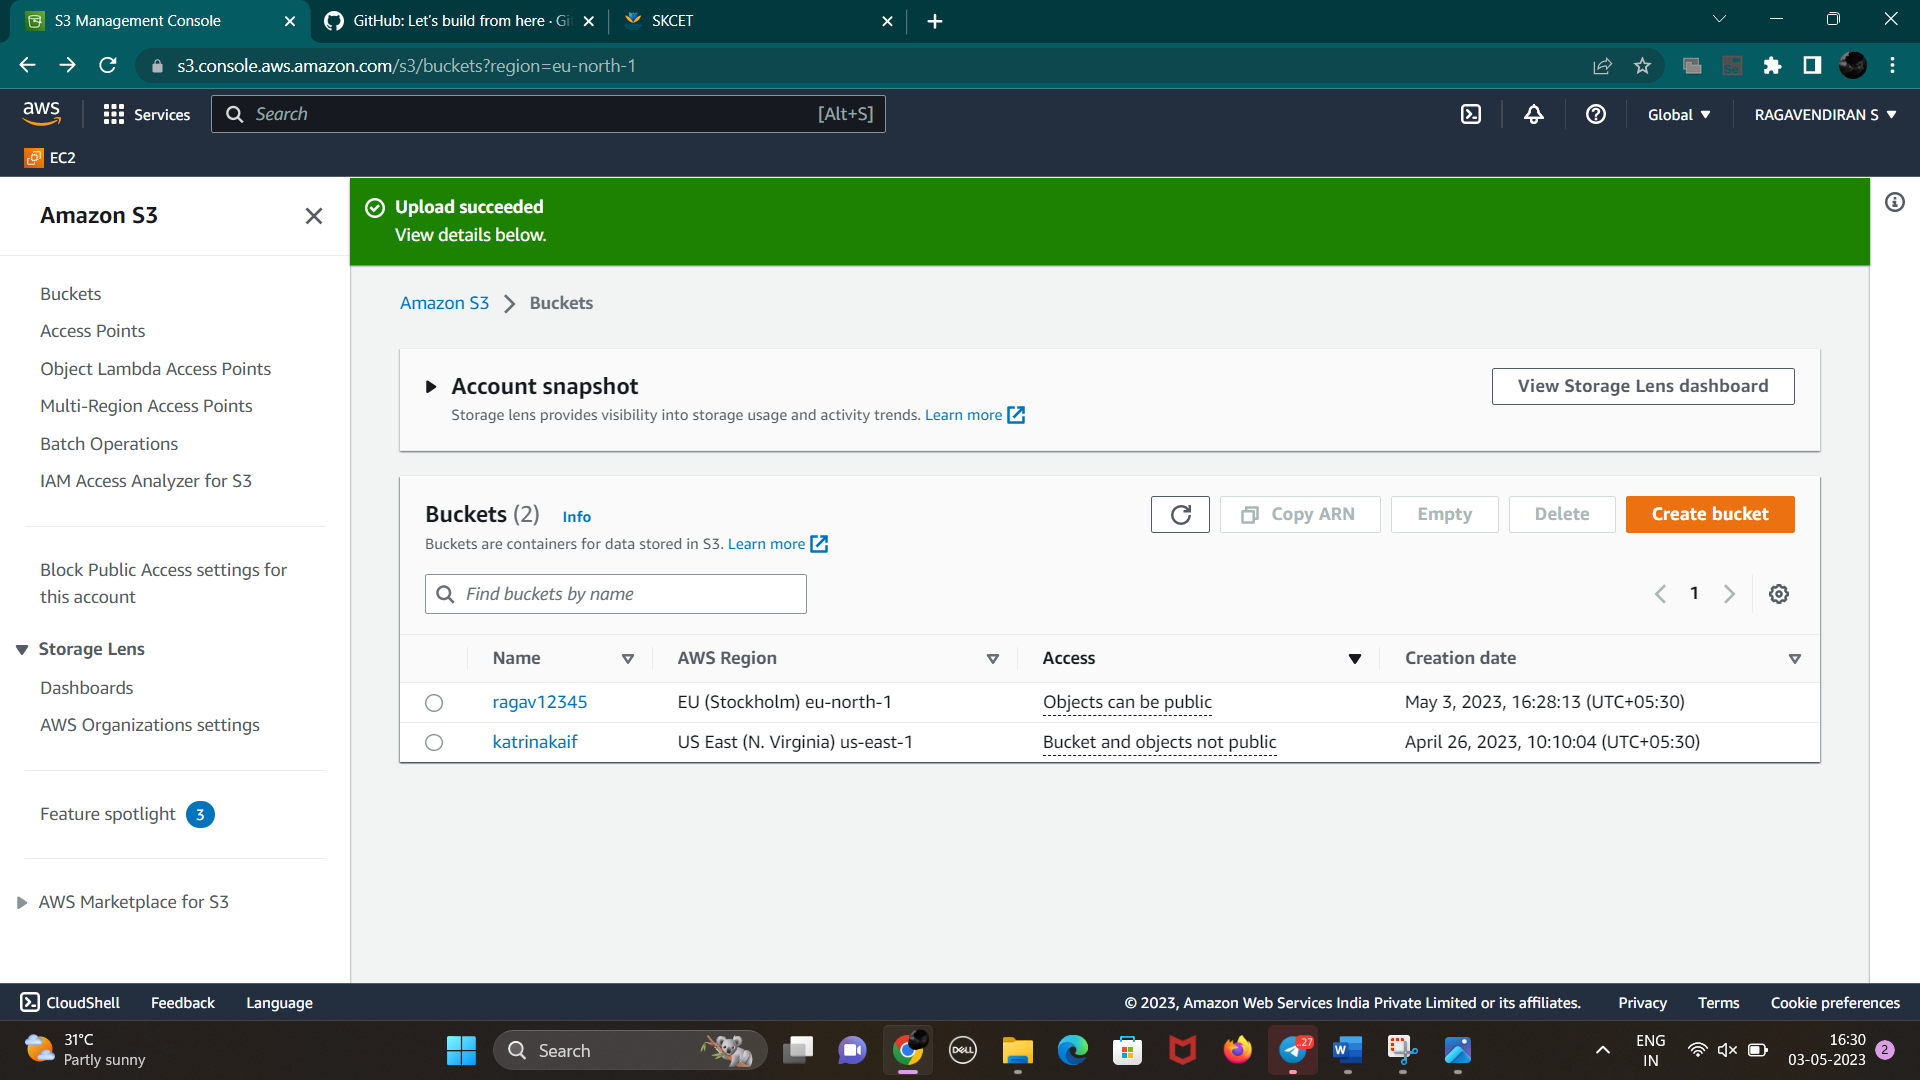 S3 Management Console
GitHub: Let's build from here · Gi
SKCET
s3.console.aws.amazon.com/s3/buckets?region=eu-north-1
aws
Services
Search
[Alt+S]
Global
RAGAVENDIRAN S
EC2
Amazon S3
Upload succeeded
View details below.
Buckets
Access Points
Object Lambda Access Points
Multi-Region Access Points
Batch Operations
IAM Access Analyzer for S3
Block Public Access settings for
this account
Storage Lens
Dashboards
AWS Organizations settings
Feature spotlight 3
AWS Marketplace for S3
Amazon S3 > Buckets
Account snapshot
View Storage Lens dashboard
Storage lens provides visibility into storage usage and activity trends. Learn more
Buckets (2) Info
Copy ARN
Empty
Delete
Create bucket
Buckets are containers for data stored in S3. Learn more
Find buckets by name
1
Name AWS Region Access Creation date
ragav12345 EU (Stockholm) eu-north-1 Objects can be public May 3, 2023, 16:28:13 (UTC+05:30)
katrinakaif US East (N. Virginia) us-east-1 Bucket and objects not public April 26, 2023, 10:10:04 (UTC+05:30)
CloudShell Feedback Language
© 2023, Amazon Web Services India Private Limited or its affiliates. Privacy Terms Cookie preferences
31°C
Partly sunny
Search
DELL
27
W
ENG
IN
16:30
03-05-2023
2